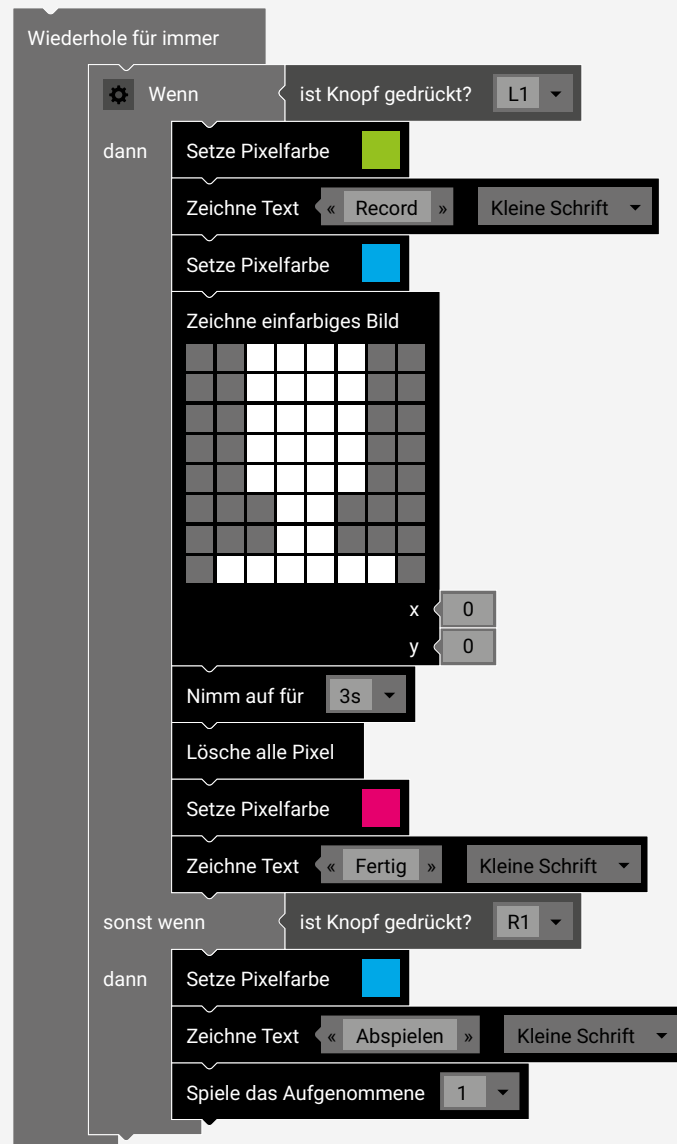 Wiederhole für immer
Wenn ist Knopf gedrückt? L1
dann Setze Pixelfarbe
Zeichne Text « Record » Kleine Schrift
Setze Pixelfarbe
Zeichne einfarbiges Bild
x 0
y 0
Nimm auf für 3s
Lösche alle Pixel
Setze Pixelfarbe
Zeichne Text « Fertig » Kleine Schrift
sonst wenn ist Knopf gedrückt? R1
dann Setze Pixelfarbe
Zeichne Text « Abspielen » Kleine Schrift
Spiele das Aufgenommene 1